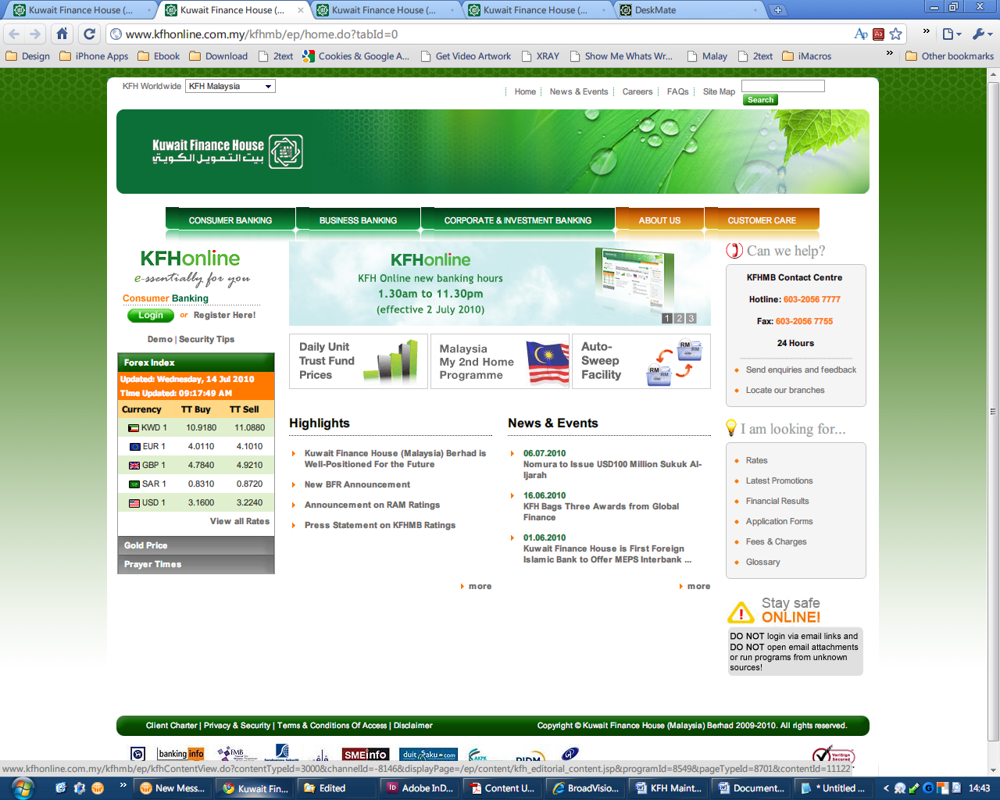 Kuwait Finance House (...
Kuwait Finance House (...
Kuwait Finance House (...
Kuwait Finance House (...
DeskMate
www.kfhonline.com.my/kfhmb/ep/home.do?tabId=0
Design
iPhone Apps
Ebook
Download
2text
Cookies & Google A...
Get Video Artwork
XRAY
Show Me Whats Wr...
Malay
2text
iMacros
Other bookmarks
KFH Worldwide
KFH Malaysia
Home
News & Events
Careers
FAQs
Site Map
Search
Kuwait Finance House
بيت التمويل الكويتي
CONSUMER BANKING
BUSINESS BANKING
CORPORATE & INVESTMENT BANKING
ABOUT US
CUSTOMER CARE
KFHonline
e-ssentially for you
Consumer Banking
Login or Register Here!
Demo | Security Tips
Forex Index
Updated: Wednesday, 14 Jul 2010
Time Updated: 09:17:49 AM
Currency TT Buy TT Sell
KWD 1 10.9180 11.0880
EUR 1 4.0110 4.1010
GBP 1 4.7840 4.9210
SAR 1 0.8310 0.8720
USD 1 3.1600 3.2240
View all Rates
Gold Price
Prayer Times
KFHonline
KFH Online new banking hours
1.30am to 11.30pm
(effective 2 July 2010)
1 2 3
Daily Unit
Trust Fund
Prices
Malaysia
My 2nd Home
Programme
Auto-
Sweep
Facility
RM
RM
RM
RM
Highlights
Kuwait Finance House (Malaysia) Berhad is
Well-Positioned For the Future
New BFR Announcement
Announcement on RAM Ratings
Press Statement on KFHMB Ratings
more
News & Events
06.07.2010
Nomura to Issue USD100 Million Sukuk Al-
Ijarah
16.06.2010
KFH Bags Three Awards from Global
Finance
01.06.2010
Kuwait Finance House is First Foreign
Islamic Bank to Offer MEPS Interbank ...
more
Can we help?
KFHMB Contact Centre
Hotline: 603-2056 7777
Fax: 603-2056 7755
24 Hours
Send enquiries and feedback
Locate our branches
I am looking for...
Rates
Latest Promotions
Financial Results
Application Forms
Fees & Charges
Glossary
Stay safe
ONLINE!
DO NOT login via email links and
DO NOT open email attachments
or run programs from unknown
sources!
Client Charter | Privacy & Security | Terms & Conditions Of Access | Disclaimer
Copyright © Kuwait Finance House (Malaysia) Berhad 2009-2010. All rights reserved.
bankinginfo
FMB
SMEinfo
duitsaku.com
AKPK
PIDM
VeriSign
Secured
www.kfhonline.com.my/kfhmb/ep/kfhContentView.do?contentTypeId=3000&channelId=-8146&displayPage=/ep/content/kfh_editorial_content.jsp&programId=8549&pageTypeId=8701&contentId=11122
New Mess...
Kuwait Fin...
Edited
Adobe InD...
Content U...
BroadVisio...
KFH Maint...
Document...
* Untitled ...
14:43